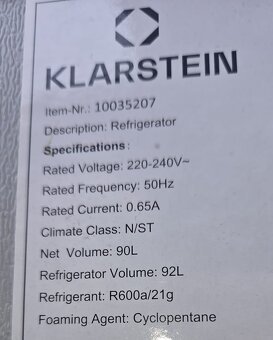 KLARSTEIN
Item-Nr.: 10035207
Description: Refrigerator
Specifications:
Rated Voltage: 220-240V~
Rated Frequency: 50Hz
Rated Current: 0.65A
Climate Class: N/ST
Net Volume: 90L
Refrigerator Volume: 92L
Refrigerant: R600a/21g
Foaming Agent: Cyclopentane